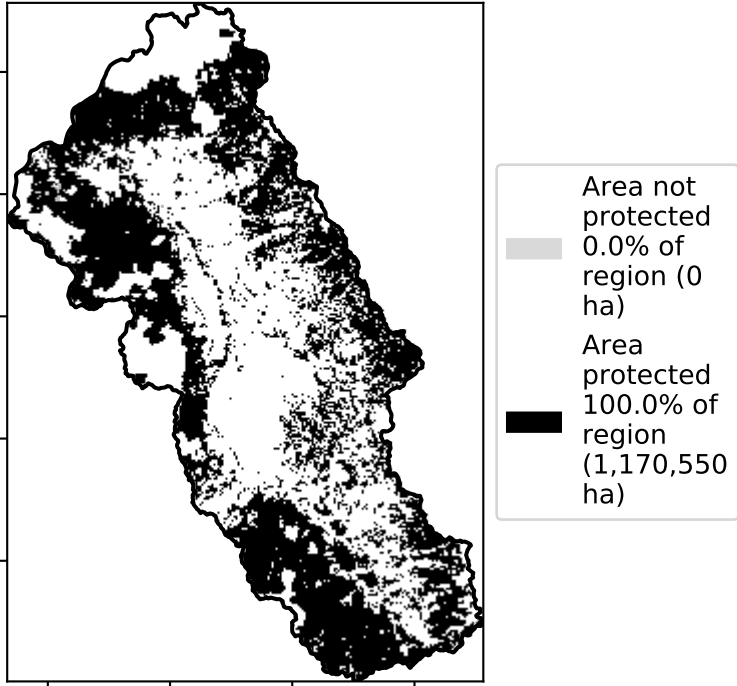 Area not
protected
0.0% of
region (0
ha)
Area
protected
100.0% of
region
(1,170,550
ha)